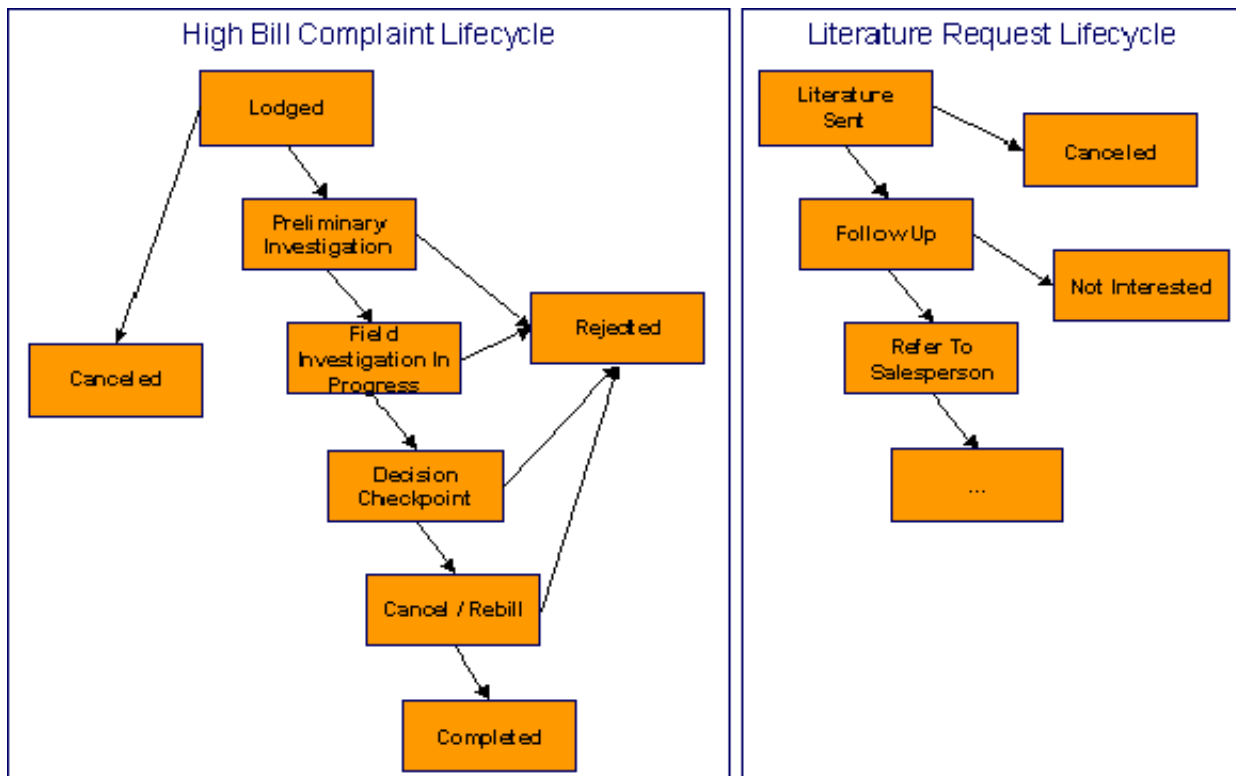 High Bill Complaint Lifecycle
Lodged
Preliminary
Investigation
Field
Investigation In
Progress
Rejected
Canceled
Decision
Checkpoint
Cancel / Rebill
Completed
Literature Request Lifecycle
Literature
Sent
Canceled
Follow Up
Not Interested
Refer To
Salesperson
...